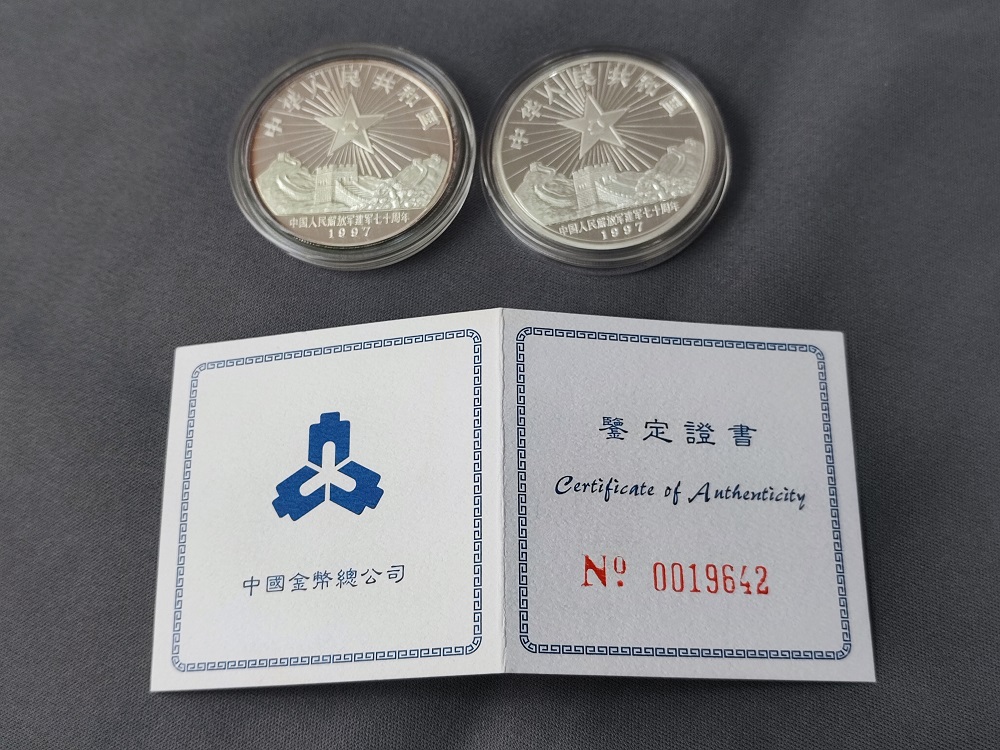 中华人民共和国
中国人民解放军建军七十周年
1997
中华人民共和国
中国人民解放军建军七十周年
1997
中國金幣總公司
鑒定證書
Certificate of Authenticity
Nº 0019642